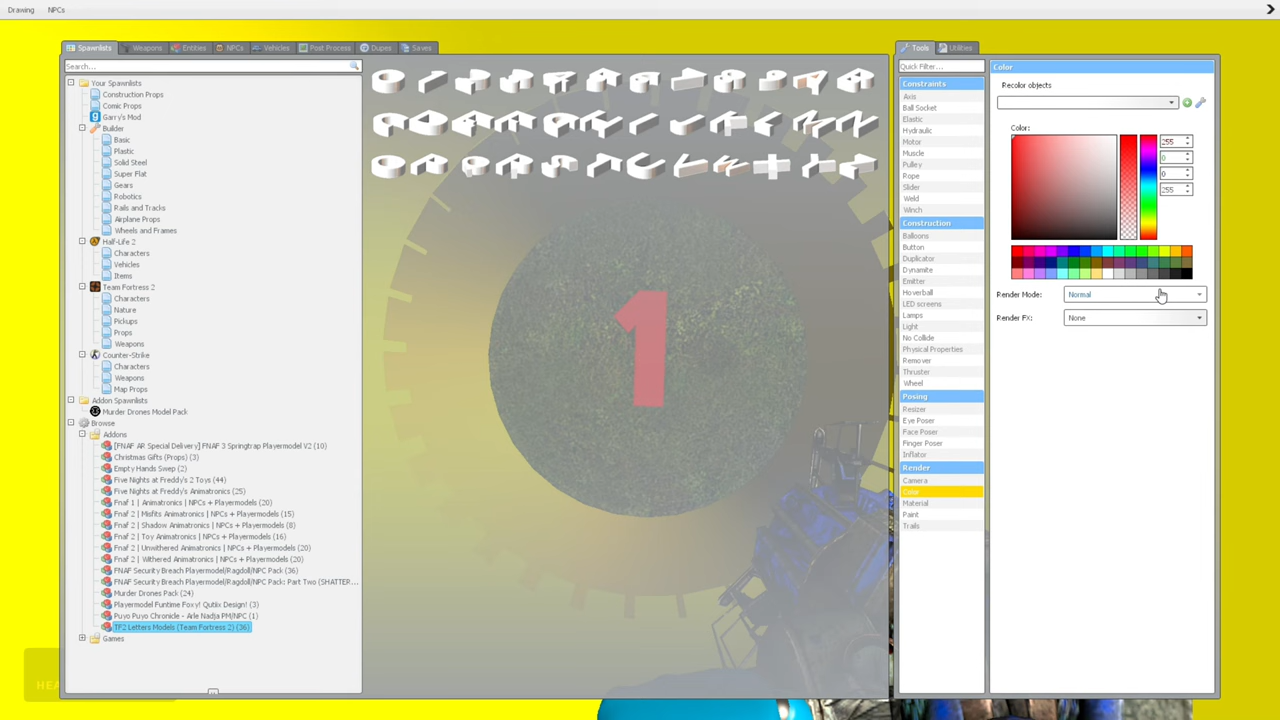 Drawing NPCs
Spawnlists Weapons Entities NPCs Vehicles Post Process Dupes Saves
Search...
Your Spawnlists
Construction Props
Comic Props
Garry's Mod
Builder
Basic
Plastic
Solid Steel
Super Flat
Gears
Robotics
Rails and Tracks
Airplane Props
Wheels and Frames
Half-Life 2
Characters
Vehicles
Items
Team Fortress 2
Characters
Nature
Pickups
Props
Weapons
Counter-Strike
Characters
Weapons
Map Props
Addon Spawnlists
Murder Drones Model Pack
Browse
Addons
[FNAF AR Special Delivery] FNAF 3 Springtrap Playermodel V2 (10)
Christmas Gifts (Props) (3)
Empty Hands Swep (2)
Five Nights at Freddy's 2 Toys (44)
Five Nights at Freddy's Animatronics (25)
Fnaf 1 | Animatronics | NPCs + Playermodels (20)
Fnaf 2 | Misfits Animatronics | NPCs + Playermodels (15)
Fnaf 2 | Shadow Animatronics | NPCs + Playermodels (8)
Fnaf 2 | Toy Animatronics | NPCs + Playermodels (16)
Fnaf 2 | Unwithered Animatronics | NPCs + Playermodels (20)
Fnaf 2 | Withered Animatronics | NPCs + Playermodels (20)
FNAF Security Breach Playermodel/Ragdoll/NPC Pack (36)
FNAF Security Breach Playermodel/Ragdoll/NPC Pack: Part Two (SHATTER...
Murder Drones Pack (24)
Playermodel Funtime Foxy! Qutiix Design! (3)
Puyo Puyo Chronicle - Arle Nadja PM/NPC (1)
TF2 Letters Models (Team Fortress 2) (36)
Games
1
Tools Utilities
Quick Filter...
Constraints
Axis
Ball Socket
Elastic
Hydraulic
Motor
Muscle
Pulley
Rope
Slider
Weld
Winch
Construction
Balloons
Button
Duplicator
Dynamite
Emitter
Hoverball
LED screens
Lamps
Light
No Collide
Physical Properties
Remover
Thruster
Wheel
Posing
Resizer
Eye Poser
Face Poser
Finger Poser
Inflator
Render
Camera
Color
Material
Paint
Trails
Color
Recolor objects
Color:
255
0
0
255
Render Mode: Normal
Render FX: None